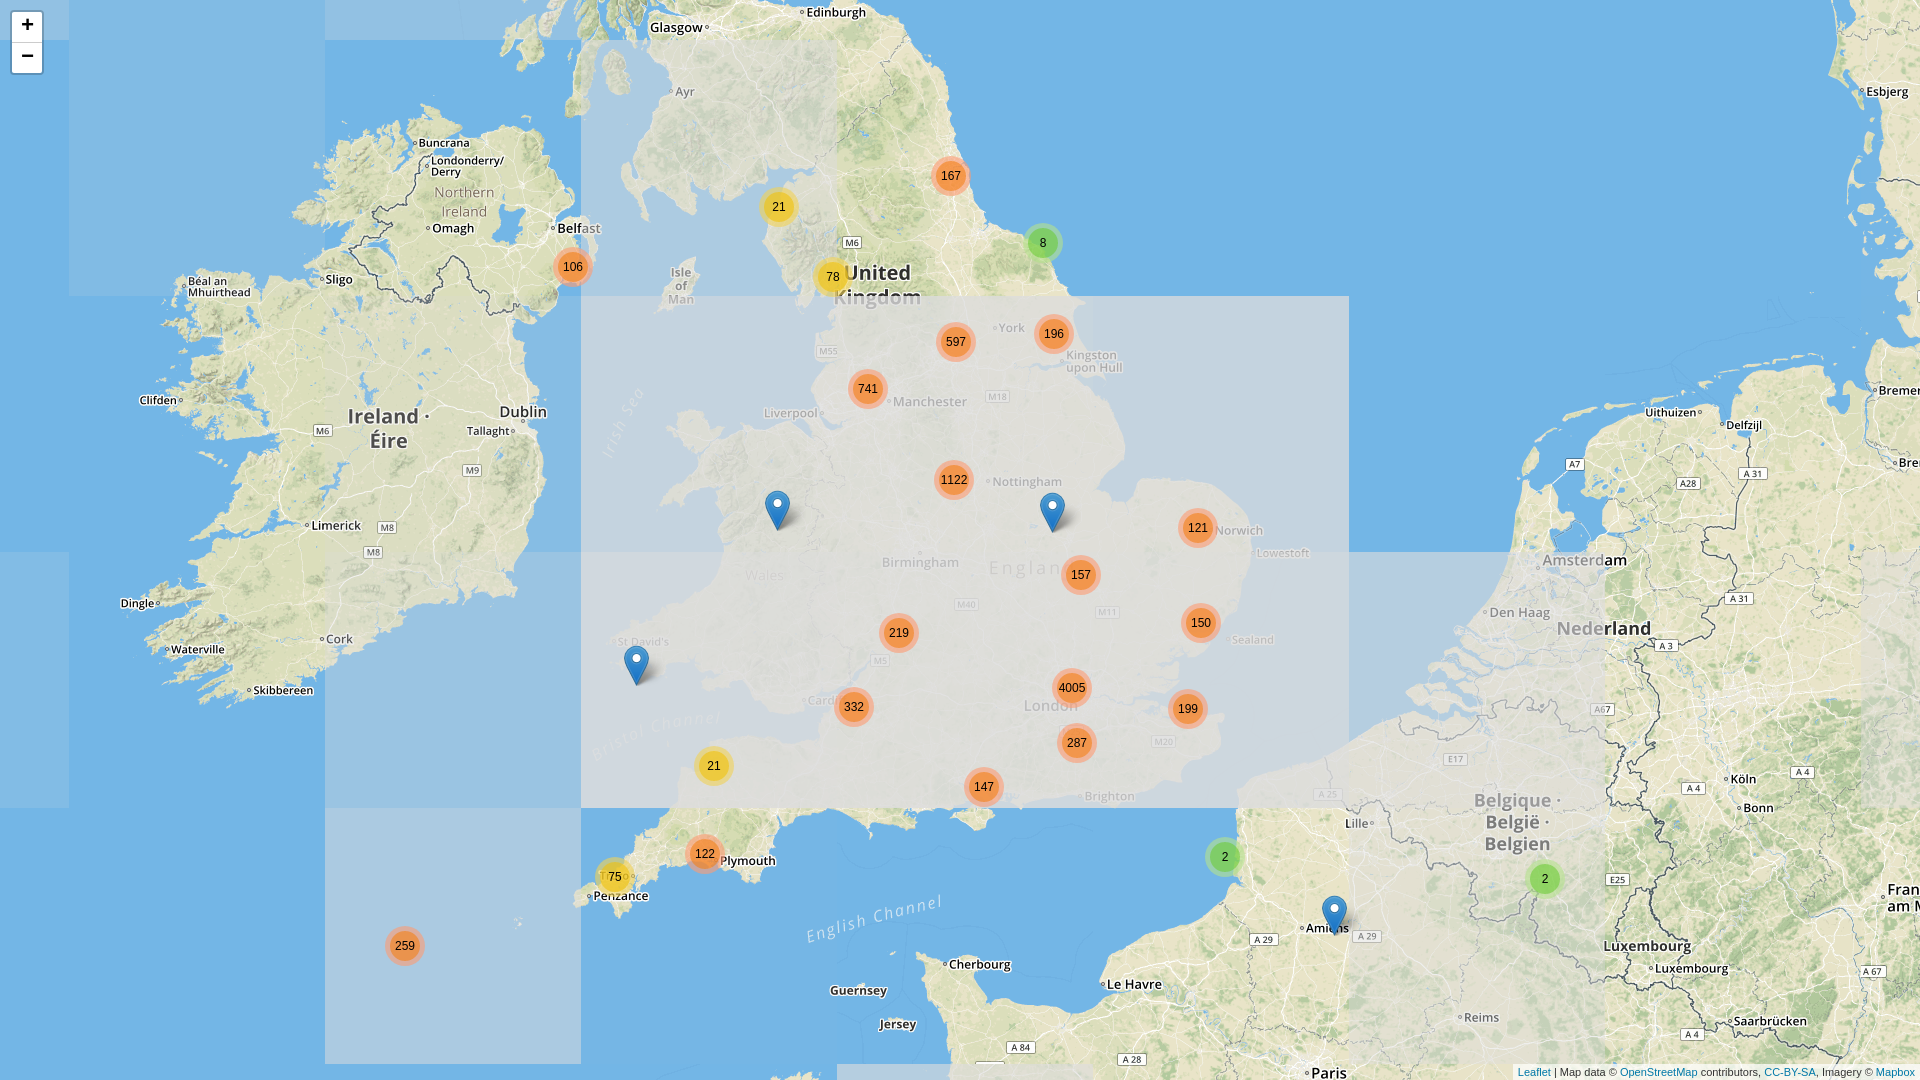 +
−
Glasgow
Edinburgh
Ayr
Esbjerg
Buncrana
Londonderry/
Derry
Northern
Ireland
Omagh
Belfast
167
21
8
106
M6
78
United
Kingdom
Isle
of
Man
Sligo
Béal an
Mhuirthead
597
York
196
Kingston
upon Hull
M55
741
Manchester
M18
Liverpool
Irish Sea
Clifden
Ireland ·
Éire
Dublin
Tallaght
M6
M9
Uithuizen
Delfzijl
Bremer
Bre
A7
A 31
A28
1122
Nottingham
121
Norwich
Lowestoft
Limerick
M8
M8
Birmingham
Wales
Englan
157
Amsterdam
A 31
Den Haag
Nederland
A 3
Dingle
Cork
Waterville
Skibbereen
M40
M11
150
Sealand
219
St David's
M5
4005
London
199
Cardi
332
287
M20
Bristol Channel
A67
E17
21
147
Brighton
A 25
Köln
A 4
A 4
Bonn
Belgique ·
België ·
Belgien
Lille
122
Plymouth
75
Penzance
2
2
E25
Fran
am M
English Channel
259
Amiens
A 29
A 29
Luxembourg
Luxembourg
A 67
Cherbourg
Le Havre
Guernsey
Jersey
Reims
Saarbrücken
A 84
A 28
A 4
Paris
Leaflet | Map data © OpenStreetMap contributors, CC-BY-SA, Imagery © Mapbox